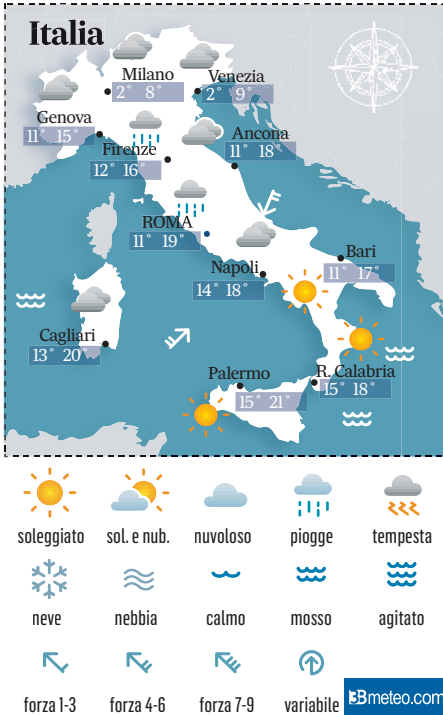 Italia
Milano
2° 8°
Venezia
2° 9°
Genova
11° 15°
Firenze
12° 16°
Ancona
11° 18°
ROMA
11° 19°
Napoli
14° 18°
Bari
11° 17°
Cagliari
13° 20°
Palermo
15° 21°
R. Calabria
15° 18°
soleggiato sol. e nub. nuvoloso piogge tempesta
neve nebbia calmo mosso agitato
forza 1-3 forza 4-6 forza 7-9 variabile
3Bmeteo.com